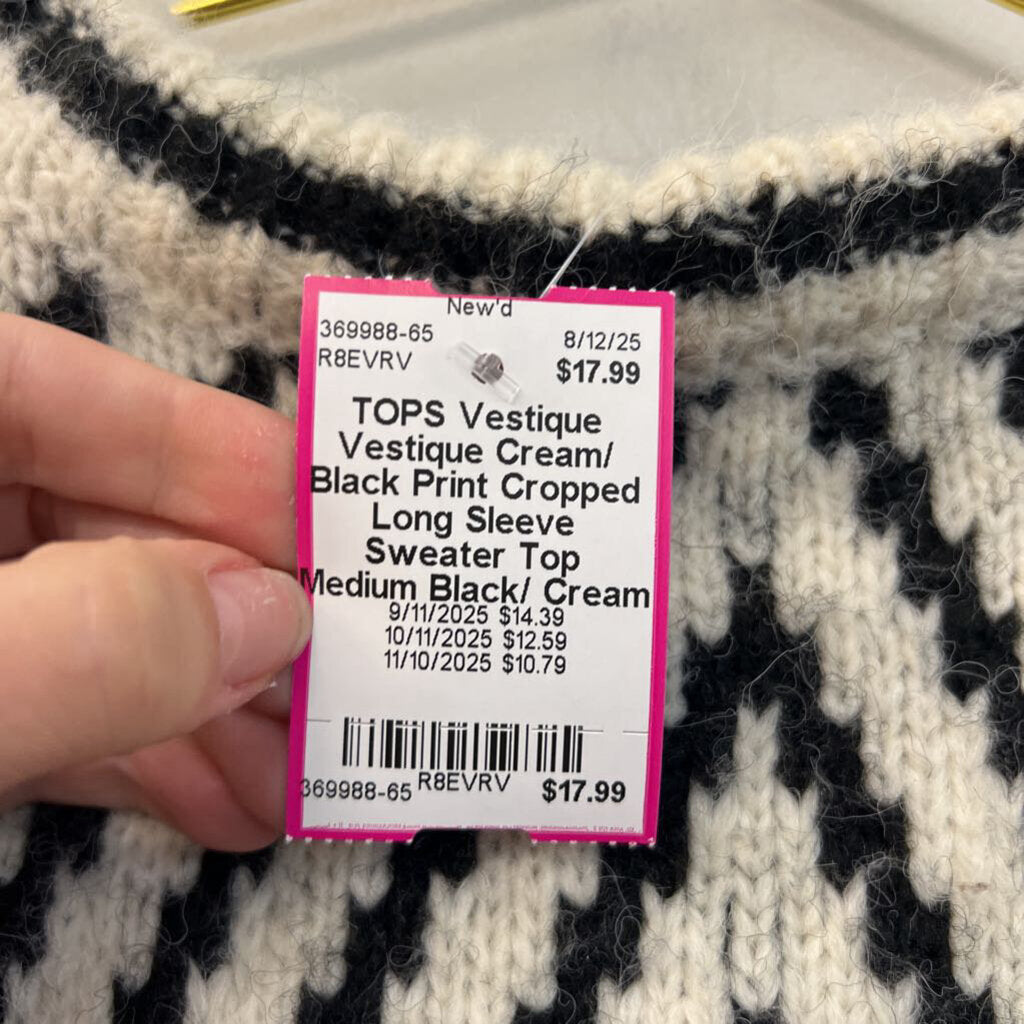 New'd
369988-65 8/12/25
R8EVRV $17.99
TOPS Vestique
Vestique Cream/
Black Print Cropped
Long Sleeve
Sweater Top
Medium Black/ Cream
9/11/2025 $14.39
10/11/2025 $12.59
11/10/2025 $10.79
369988-65 R8EVRV $17.99